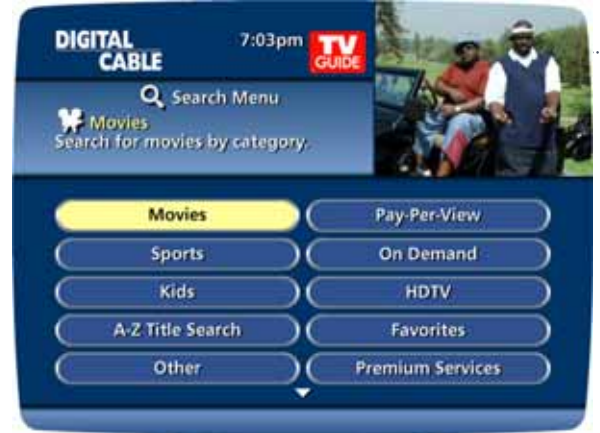 DIGITAL
CABLE
7:03pm
TV
GUIDE
Search Menu
Movies
Search for movies by category.
Movies
Pay-Per-View
Sports
On Demand
Kids
HDTV
A-Z Title Search
Favorites
Other
Premium Services